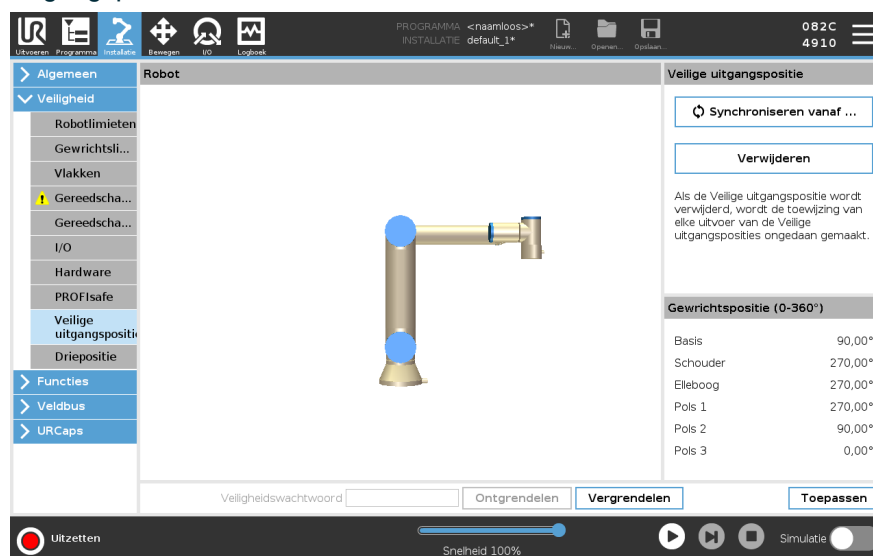 Uitvoeren Programma Installatie Bewegen I/O Logboek
PROGRAMMA <naamloos>*
INSTALLATIE default_1*
Nieuw... Openen... Opslaan...
082C
4910
Algemeen
Veiligheid
Robotlimieten
Gewrichtsli...
Vlakken
Gereedscha...
Gereedscha...
I/O
Hardware
PROFIsafe
Veilige
uitgangspositi
Driepositie
Functies
Veldbus
URCaps
Robot
Veilige uitgangspositie
Synchroniseren vanaf ...
Verwijderen
Als de Veilige uitgangspositie wordt
verwijderd, wordt de toewijzing van
elke uitvoer van de Veilige
uitgangsposities ongedaan gemaakt.
Gewrichtspositie (0-360°)
Basis 90,00°
Schouder 270,00°
Elleboog 270,00°
Pols 1 270,00°
Pols 2 90,00°
Pols 3 0,00°
Veiligheidswachtwoord Ontgrendelen Vergrendelen Toepassen
Uitzetten
Snelheid 100%
Simulatie